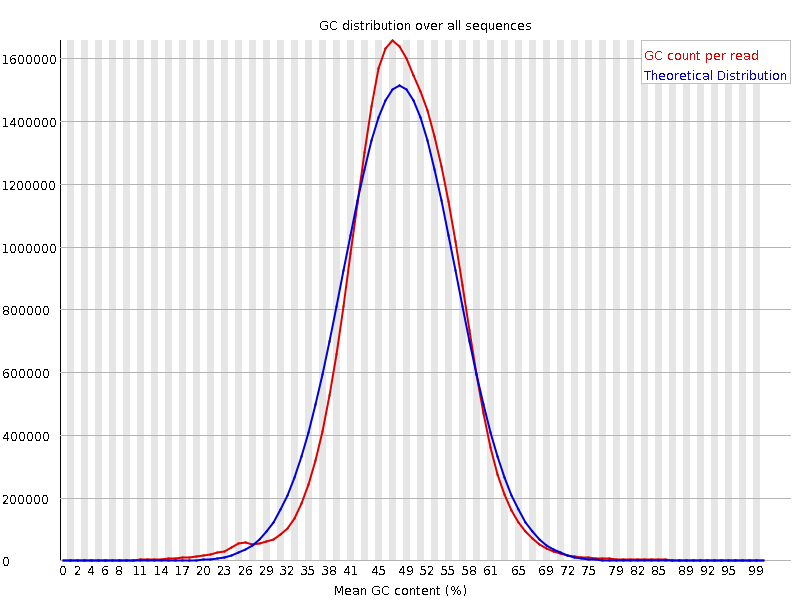 GC distribution over all sequences
GC count per read
Theoretical Distribution
1600000
1400000
1200000
1000000
800000
600000
400000
200000
0
0 2 4 6 8 11 14 17 20 23 26 29 32 35 38 41 45 49 52 55 58 61 65 69 72 75 79 82 85 89 92 95 99
Mean GC content (%)